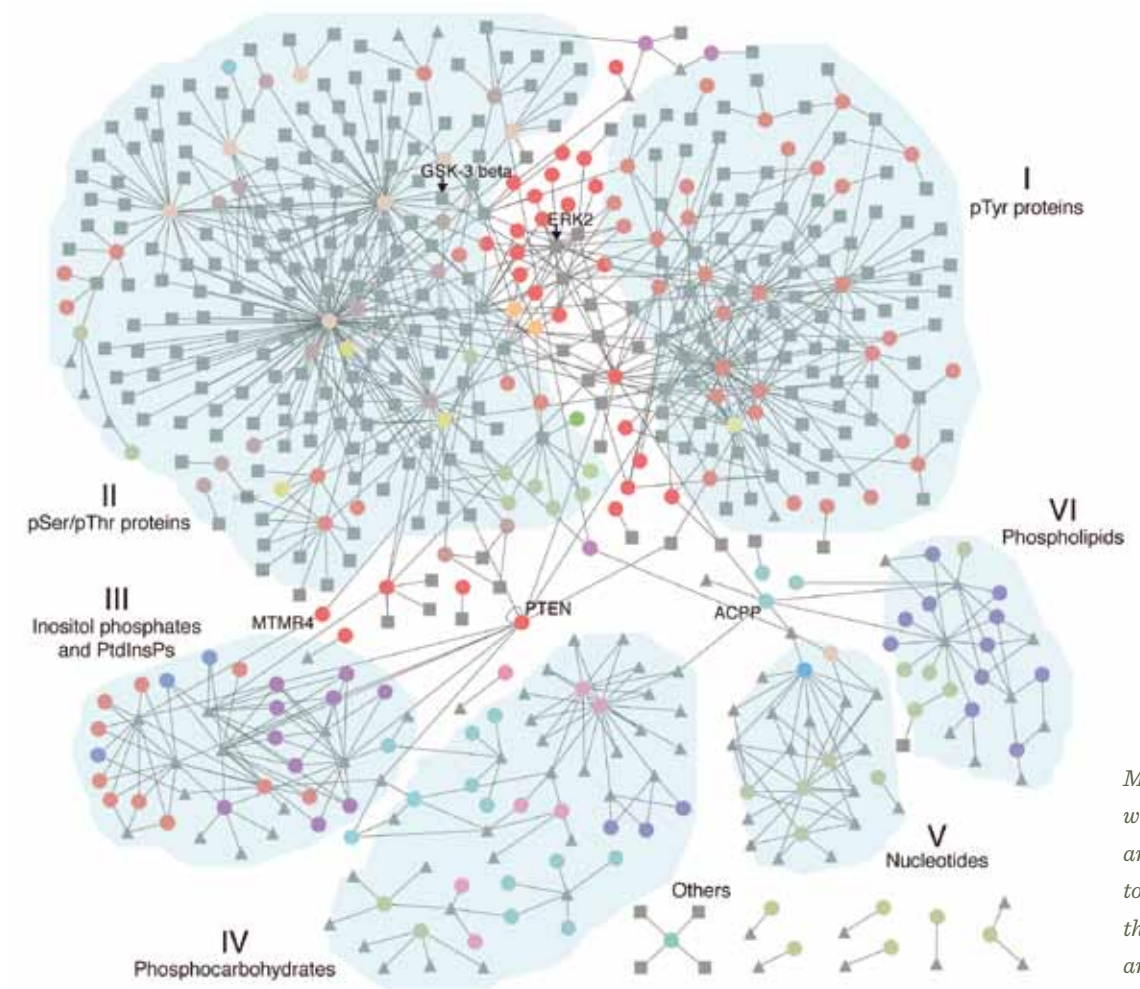 GSK-3 beta
ERK2
I
pTyr proteins
II
pSer/pThr proteins
VI
Phospholipids
III
Inositol phosphates
and PtdInsPs
MTMR4
PTEN
ACPP
V
Nucleotides
Others
IV
Phosphocarbohydrates